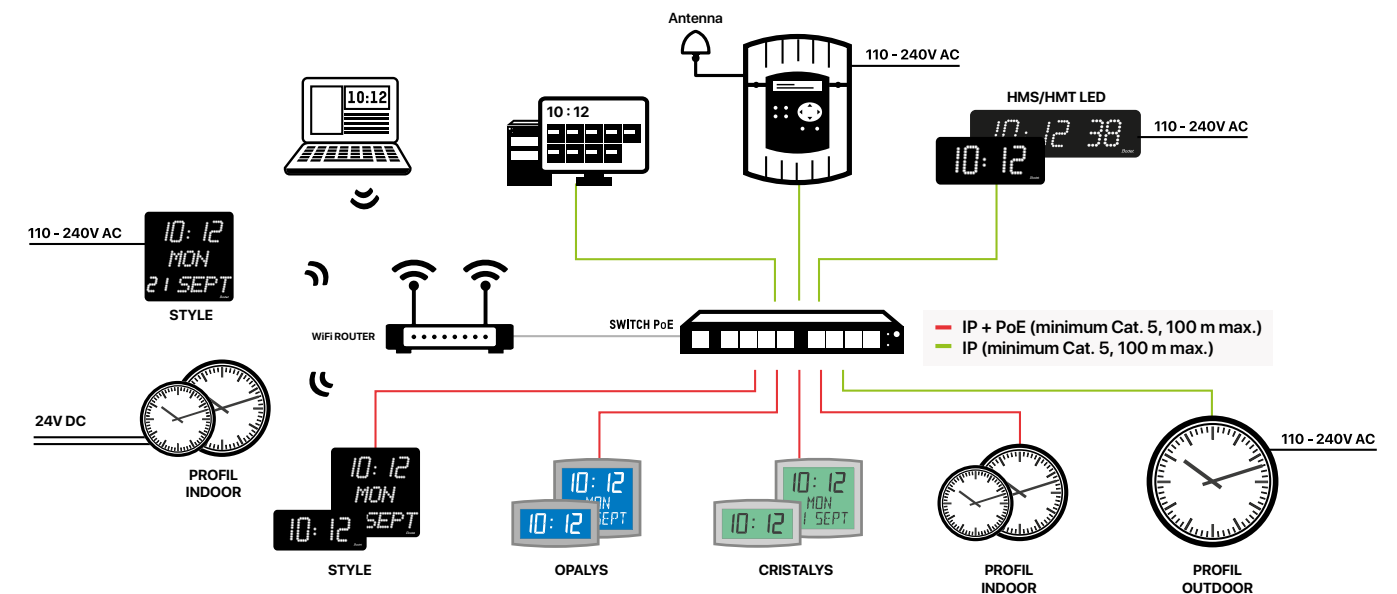 Antenna
110 - 240V AC
10:12
10:12
HMS/HMT LED
10:12 38
10:12
110 - 240V AC
110 - 240V AC
10:12
MON
21 SEPT
STYLE
WiFi ROUTER
SWITCH PoE
IP + PoE (minimum Cat. 5, 100 m max.)
IP (minimum Cat. 5, 100 m max.)
24V DC
PROFIL
INDOOR
10:12
MON
SEPT
10:12
STYLE
10:12
MON
SEPT
10:12
OPALYS
10:12
MON
SEPT
10:12
CRISTALYS
PROFIL
INDOOR
110 - 240V AC
PROFIL
OUTDOOR